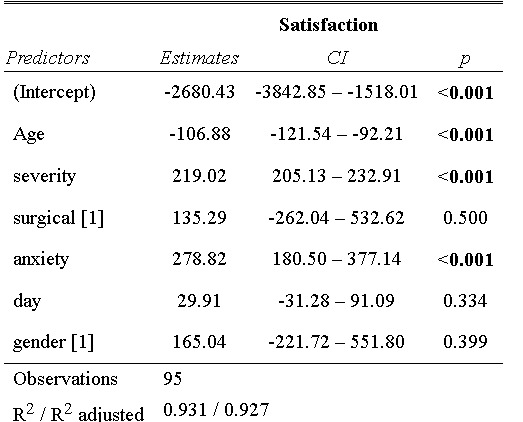 Satisfaction
Predictors Estimates CI p
(Intercept) -2680.43 -3842.85 – -1518.01 <0.001
Age -106.88 -121.54 – -92.21 <0.001
severity 219.02 205.13 – 232.91 <0.001
surgical [1] 135.29 -262.04 – 532.62 0.500
anxiety 278.82 180.50 – 377.14 <0.001
day 29.91 -31.28 – 91.09 0.334
gender [1] 165.04 -221.72 – 551.80 0.399
Observations 95
R2 / R2 adjusted 0.931 / 0.927